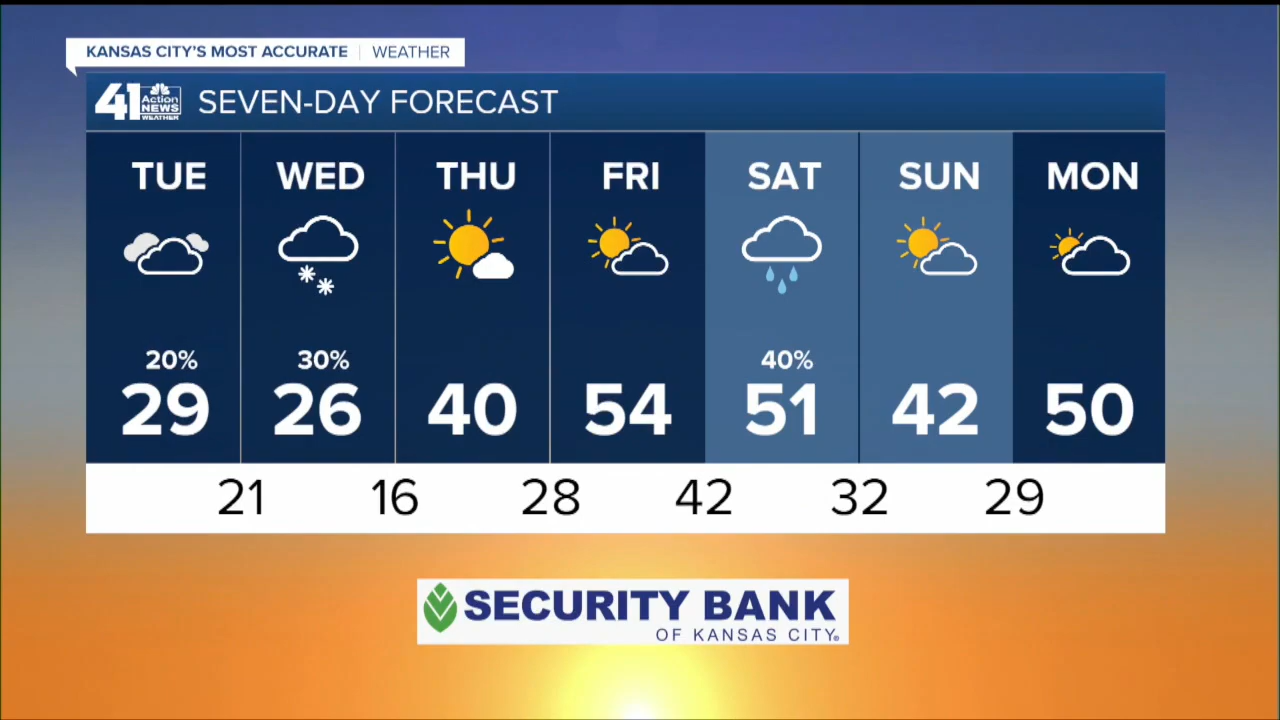 KANSAS CITY'S MOST ACCURATE | WEATHER
41 Action NEWS WEATHER SEVEN-DAY FORECAST
TUE WED THU FRI SAT SUN MON
20% 30% 40%
29 26 40 54 51 42 50
21 16 28 42 32 29
SECURITY BANK
OF KANSAS CITY®